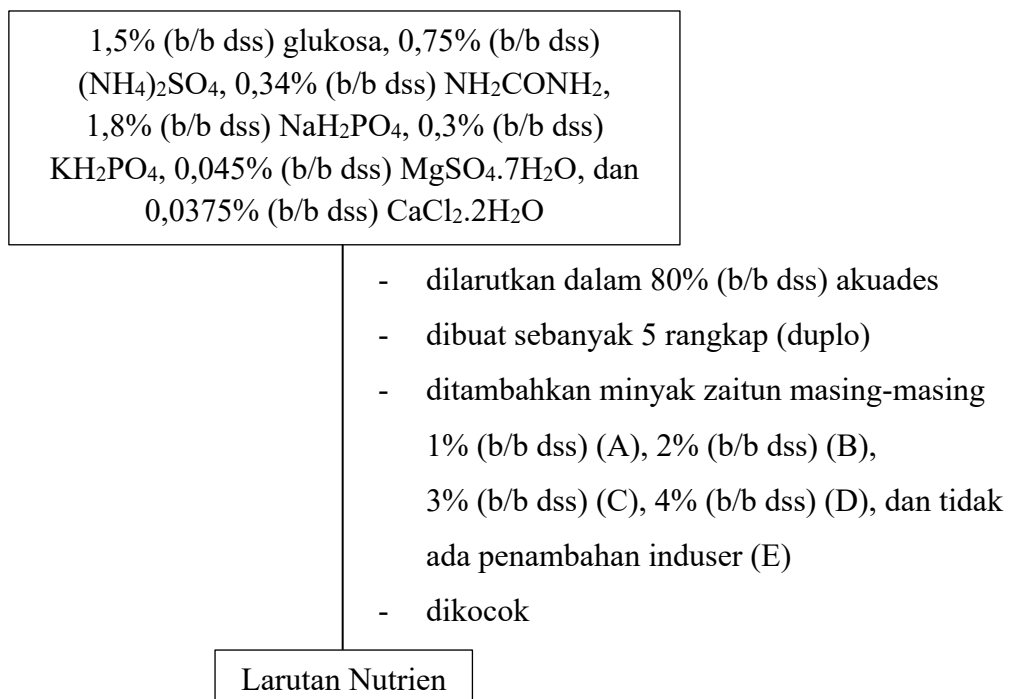 1,5% (b/b dss) glukosa, 0,75% (b/b dss)
(NH₄)₂SO₄, 0,34% (b/b dss) NH₂CONH₂,
1,8% (b/b dss) NaH₂PO₄, 0,3% (b/b dss)
KH₂PO₄, 0,045% (b/b dss) MgSO₄.7H₂O, dan
0,0375% (b/b dss) CaCl₂.2H₂O
- dilarutkan dalam 80% (b/b dss) akuades
- dibuat sebanyak 5 rangkap (duplo)
- ditambahkan minyak zaitun masing-masing
1% (b/b dss) (A), 2% (b/b dss) (B),
3% (b/b dss) (C), 4% (b/b dss) (D), dan tidak
ada penambahan induser (E)
- dikocok
Larutan Nutrien